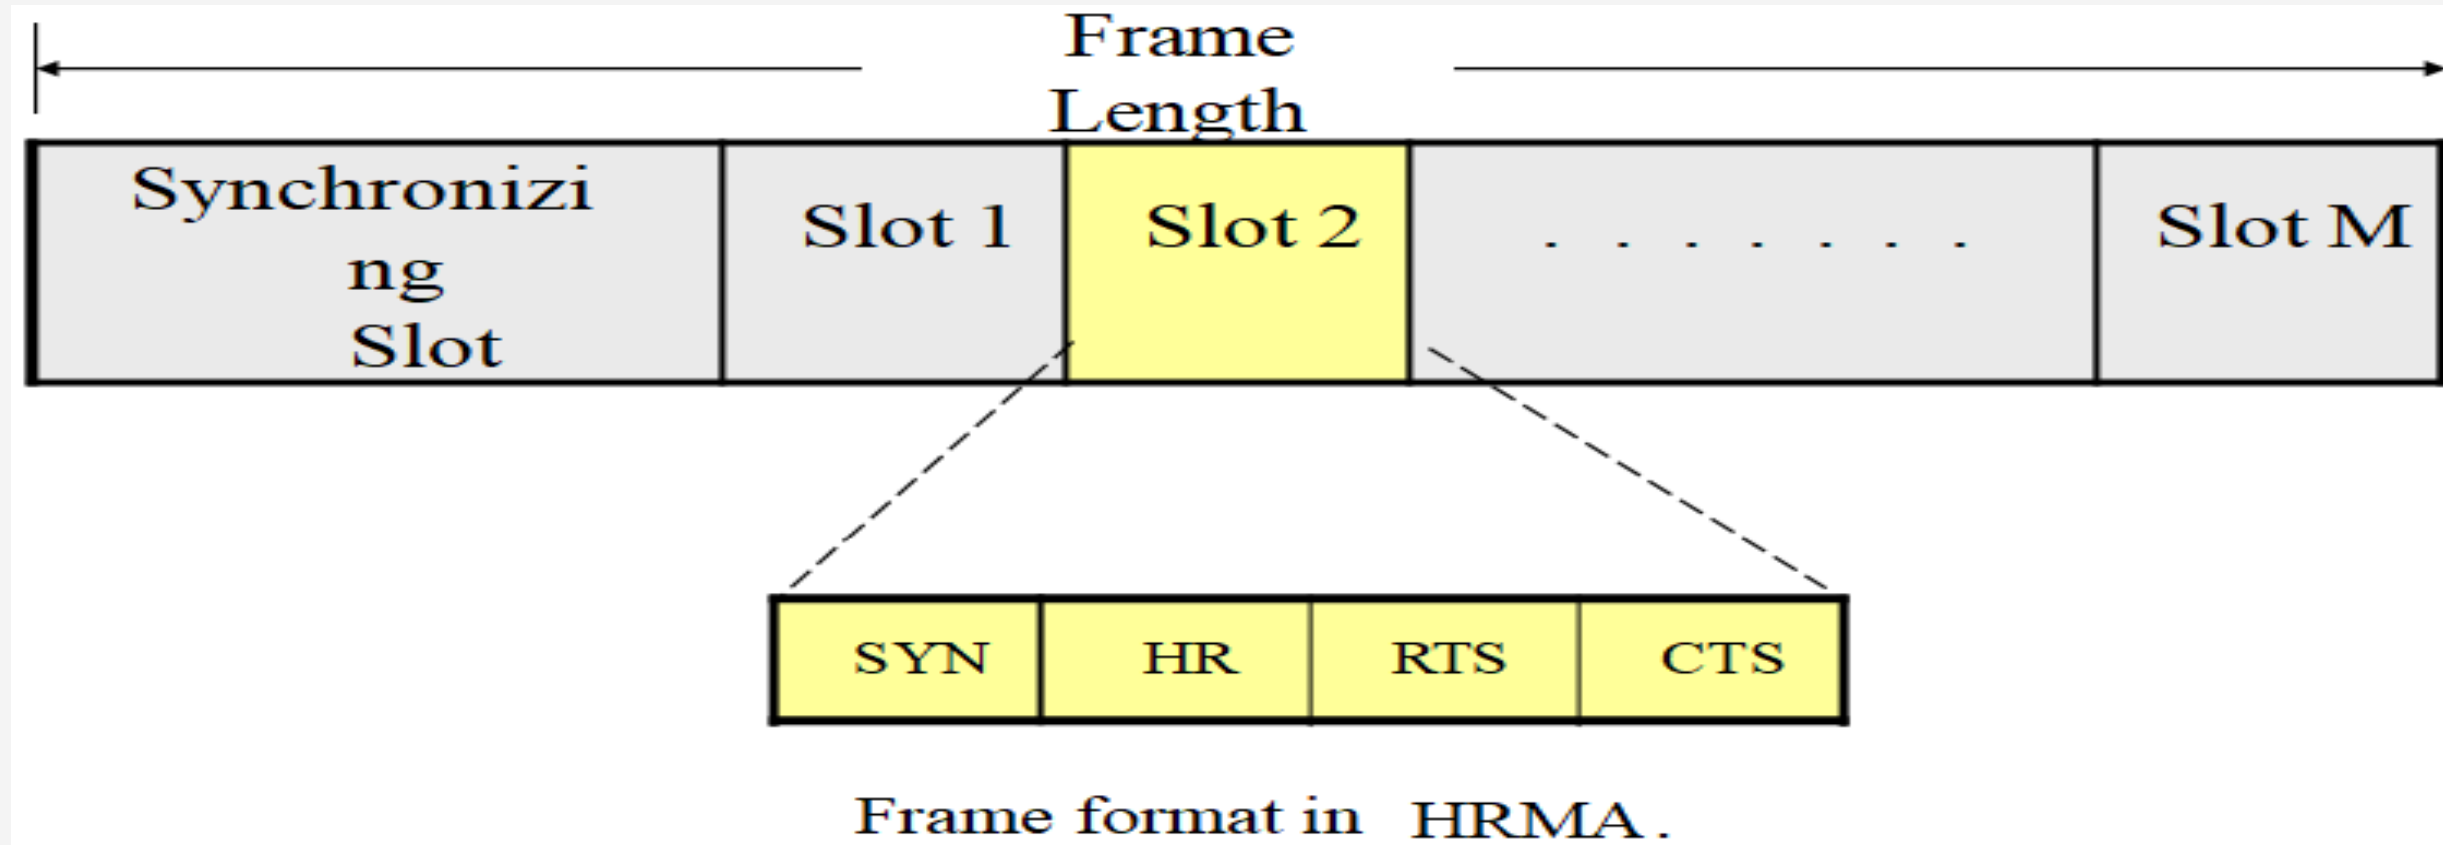 Frame
Length
Synchronizi
ng
Slot
Slot 1
Slot 2
. . . . . . .
Slot M
SYN
HR
RTS
CTS
Frame format in HRMA .